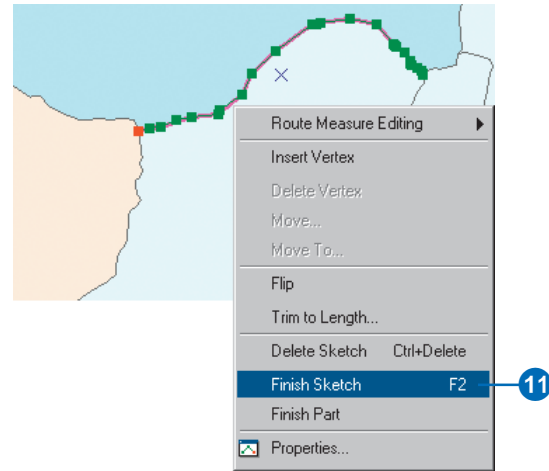 Route Measure Editing
Insert Vertex
Delete Vertex
Move...
Move To...
Flip
Trim to Length...
Delete Sketch Ctrl+Delete
Finish Sketch F2 11
Finish Part
Properties...